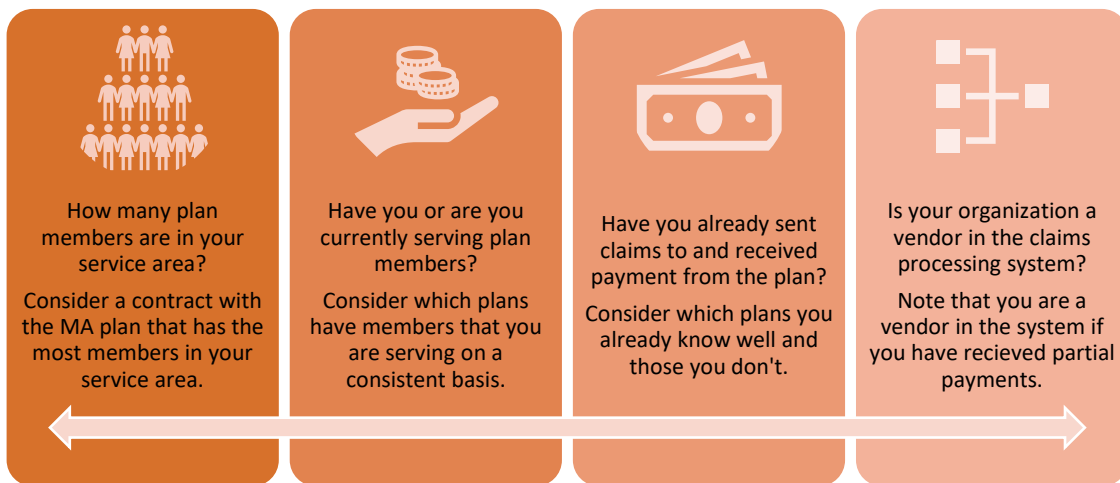 How many plan
members are in your
service area?
Consider a contract with
the MA plan that has the
most members in your
service area.
Have you or are you
currently serving plan
members?
Consider which plans
have members that you
are serving on a
consistent basis.
Have you already sent
claims to and received
payment from the plan?
Consider which plans you
already know well and
those you don't.
Is your organization a
vendor in the claims
processing system?
Note that you are a
vendor in the system if
you have recieved partial
payments.